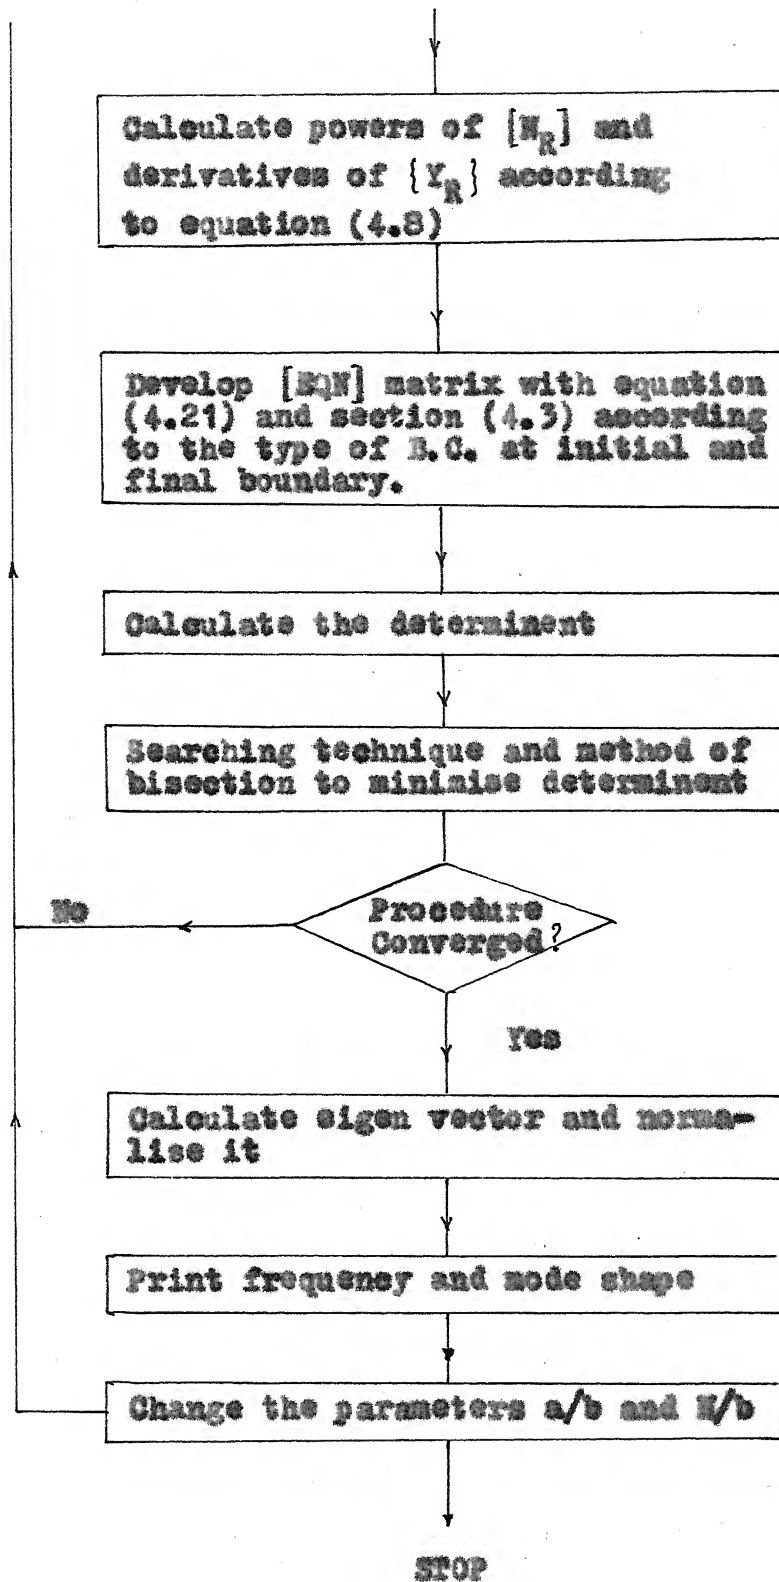 Calculate powers of [N_R] and
derivatives of {Y_R} according
to equation (4.8)
Develop [EQN] matrix with equation
(4.21) and section (4.3) according
to the type of B.C. at initial and
final boundary.
Calculate the determinent
Searching technique and method of
bisection to minimise determinent
Procedure
Converged?
No
Yes
Calculate eigen vector and norma-
lise it
Print frequency and mode shape
Change the parameters a/b and H/b
STOP